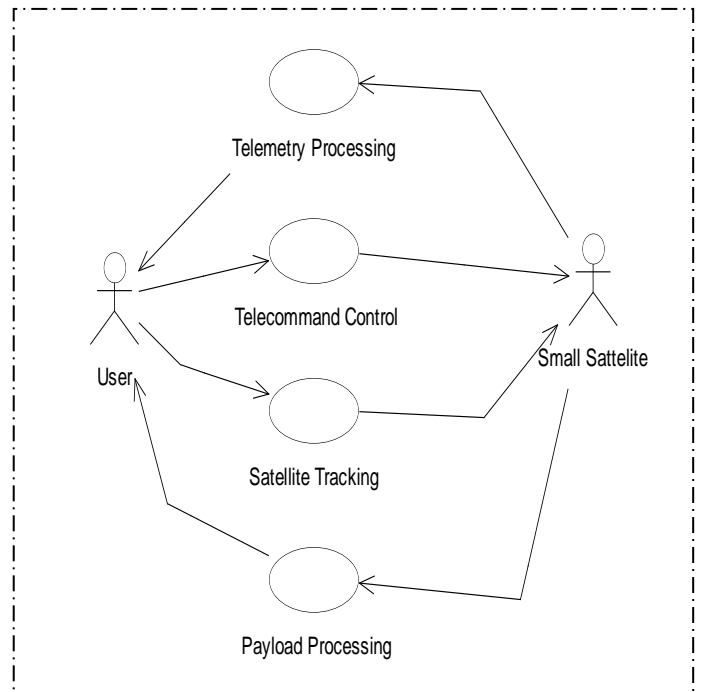 Telemetry Processing
Telecommand Control
User
Small Sattelite
Satellite Tracking
Payload Processing